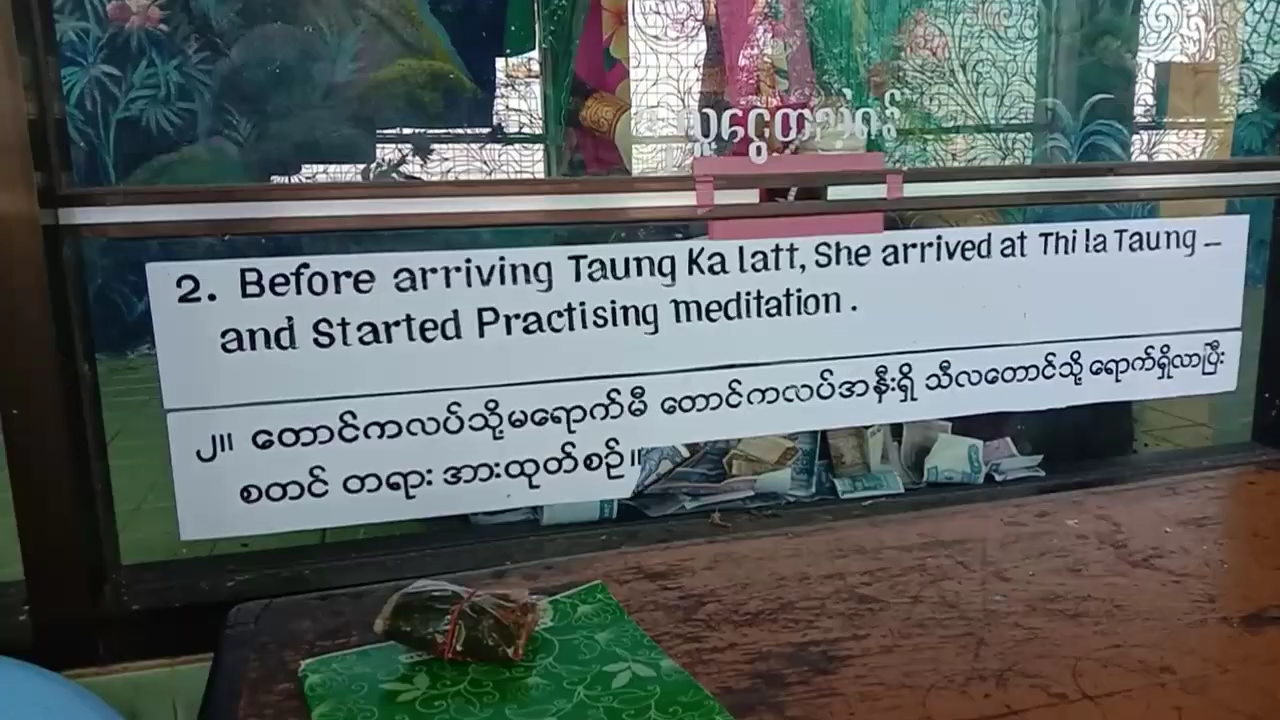 2. Before arriving Taung Ka latt, She arrived at Thi la Taung –
and Started Practising meditation .
၂။ တောင်ကလပ်သို့မရောက်မီ တောင်ကလပ်အနီးရှိ သီလတောင်သို့ ရောက်ရှိလာပြီး
စတင် တရား အားထုတ်စဉ်။